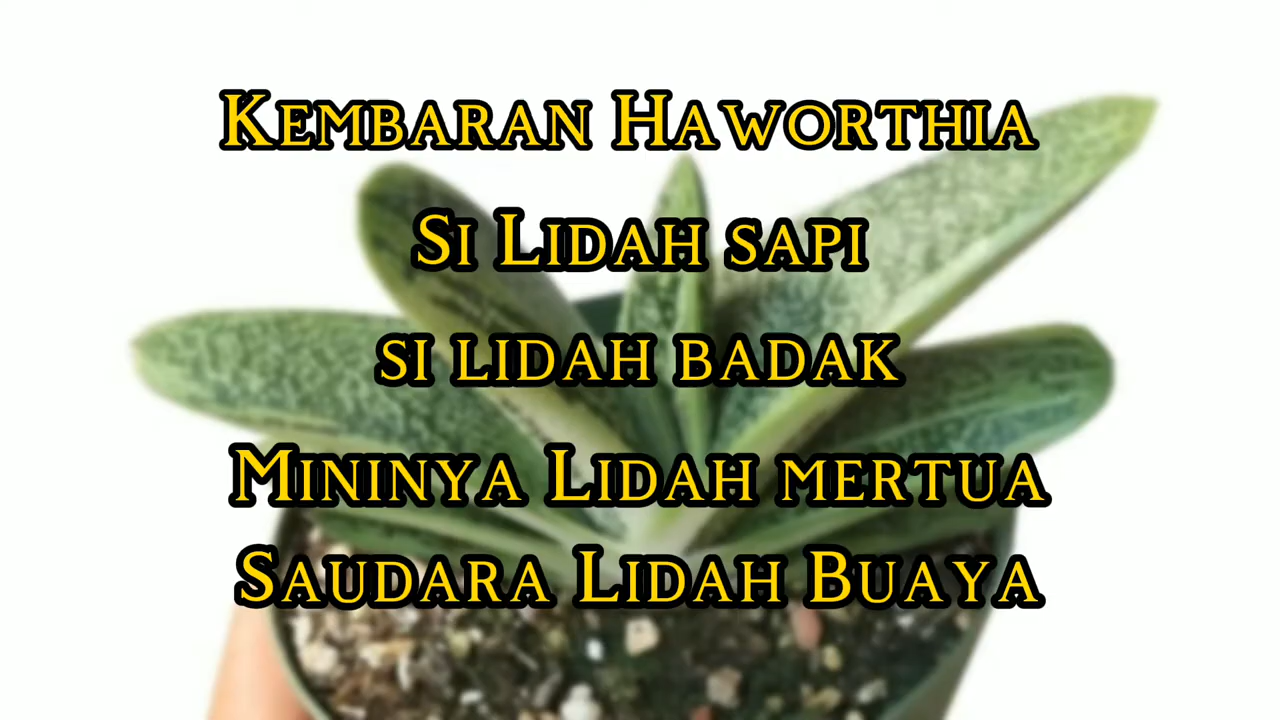 Kembaran Haworthia
Si Lidah sapi
si lidah badak
Mininya Lidah mertua
Saudara Lidah Buaya